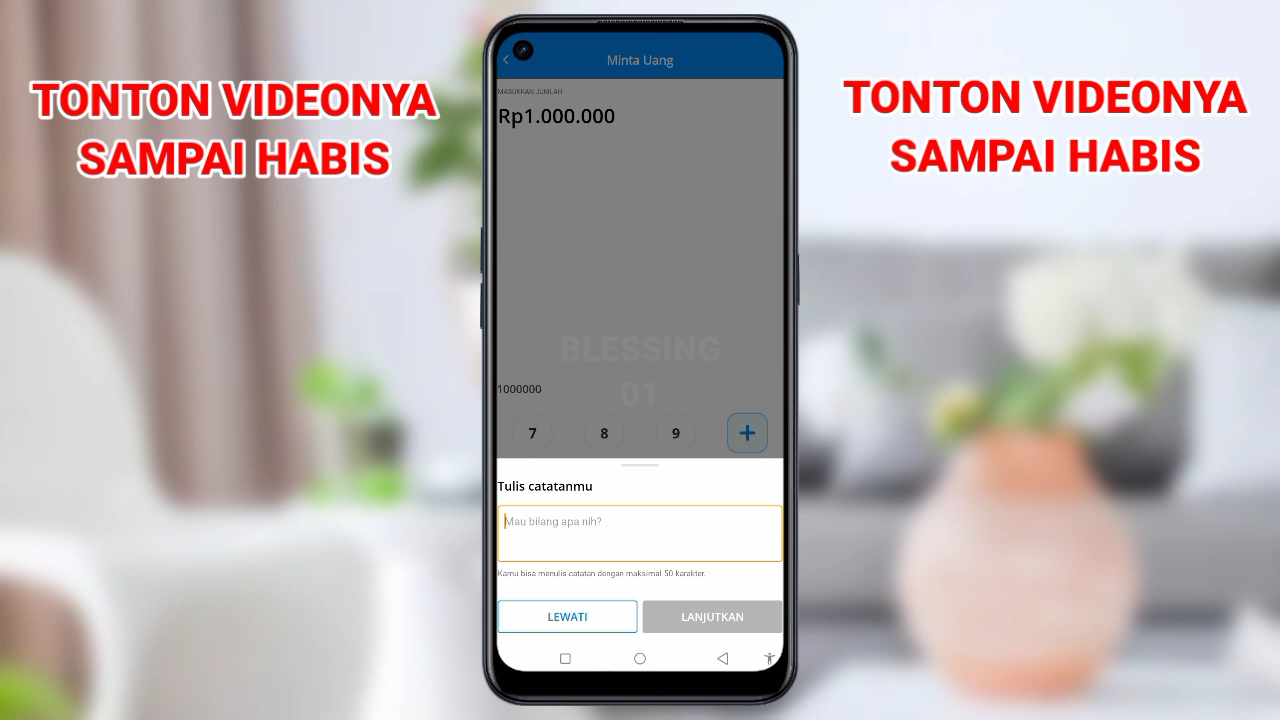 TONTON VIDEONYA
SAMPAI HABIS
Minta Uang
MASUKKAN JUMLAH
Rp1.000.000
BLESSING
01
1000000
7 8 9 +
Tulis catatanmu
Mau bilang apa nih?
Kamu bisa menulis catatan dengan maksimal 50 karakter.
LEWATI LANJUTKAN
TONTON VIDEONYA
SAMPAI HABIS